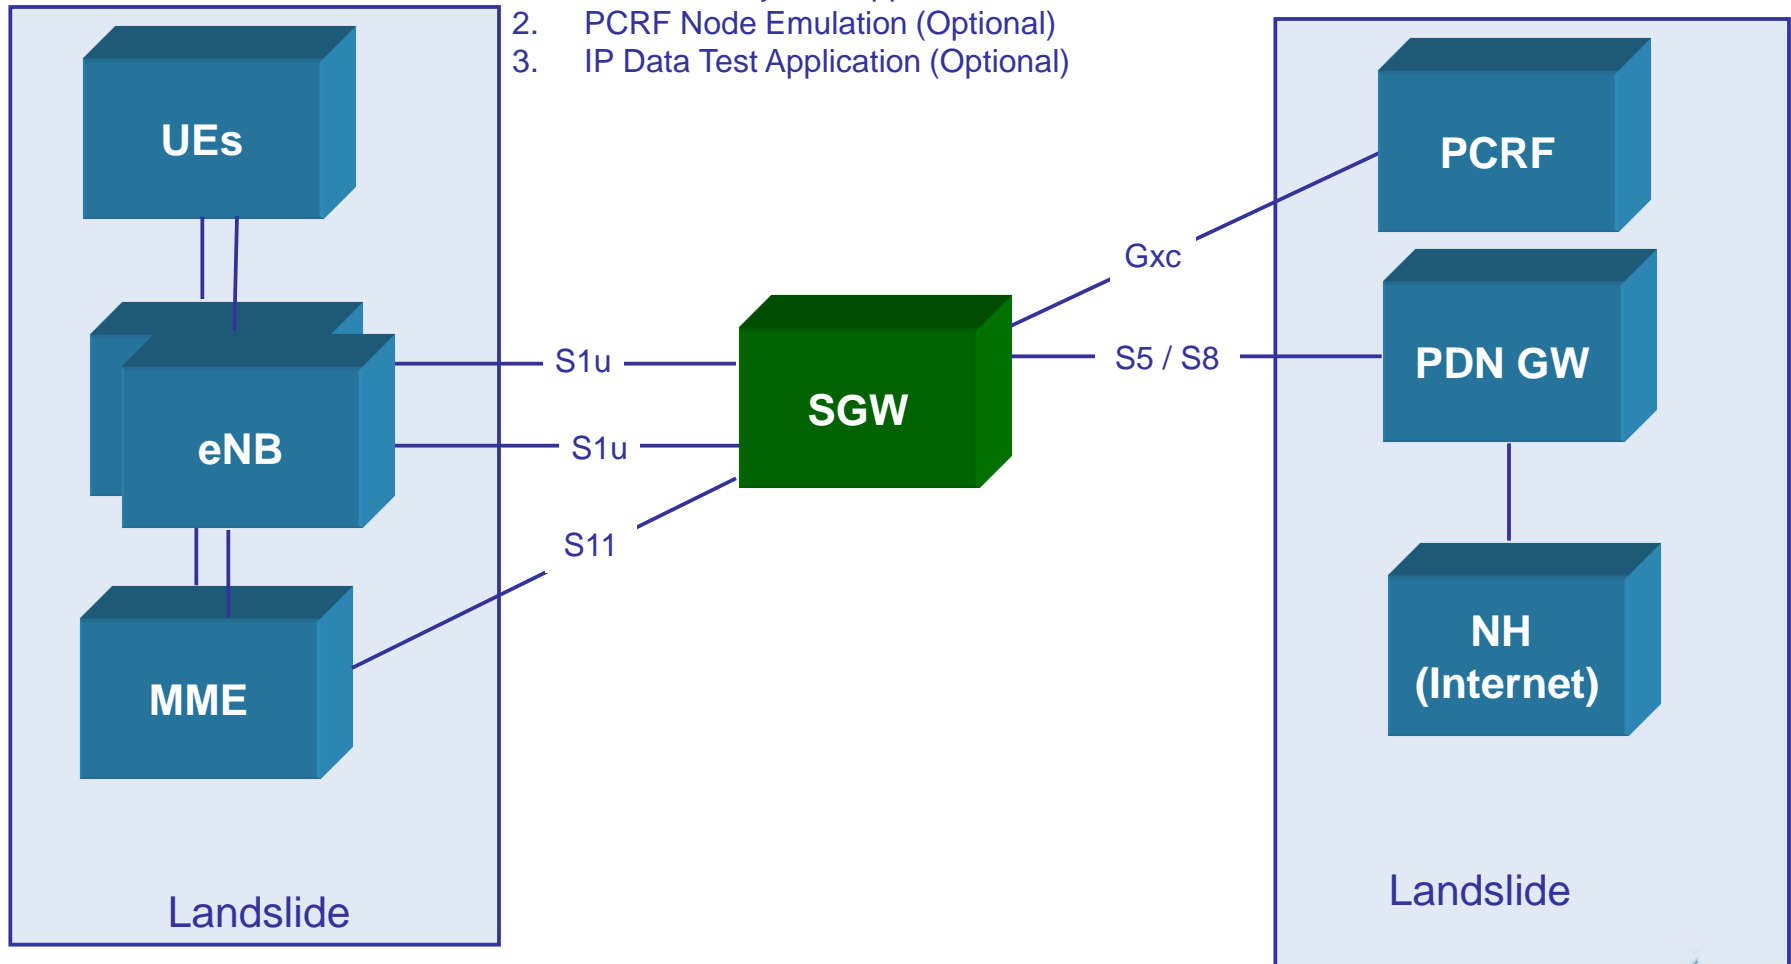 2. PCRF Node Emulation (Optional)
3. IP Data Test Application (Optional)
UEs
PCRF
Gxc
S1u
S5 / S8
PDN GW
SGW
eNB
S1u
S11
NH
(Internet)
MME
Landslide
Landslide